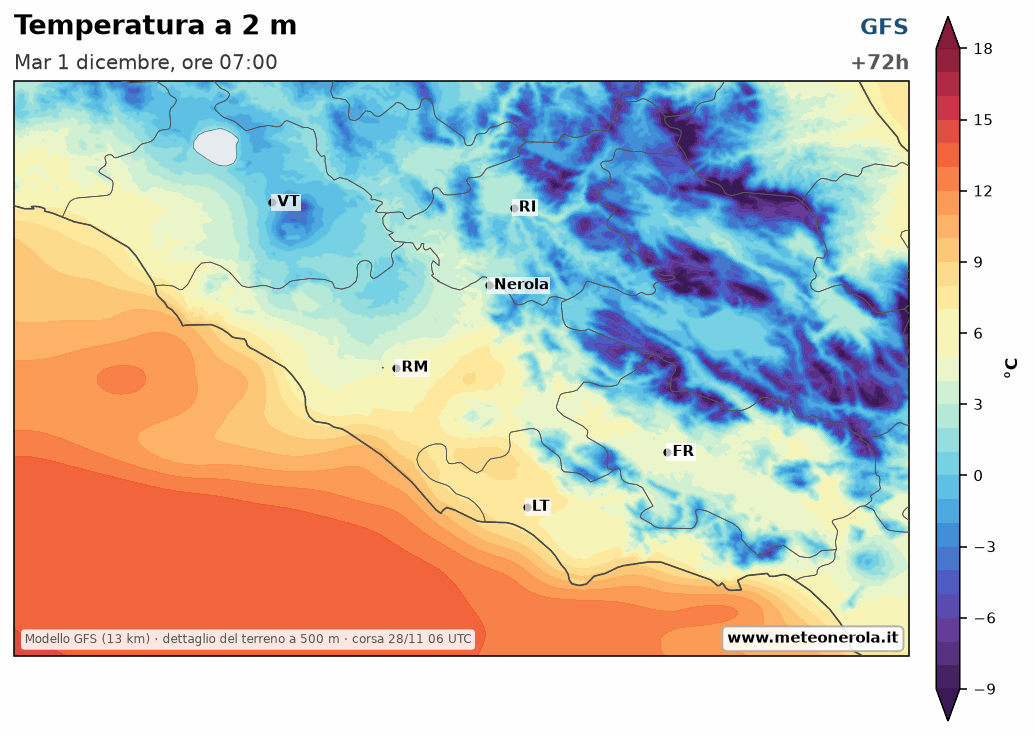 Temperatura a 2 m
GFS
Mar 1 dicembre, ore 07:00
+72h
VT
RI
Nerola
RM
FR
LT
Modello GFS (13 km) · dettaglio del terreno a 500 m · corsa 28/11 06 UTC
www.meteonerola.it
18
15
12
9
6
3
0
−3
−6
−9
°C